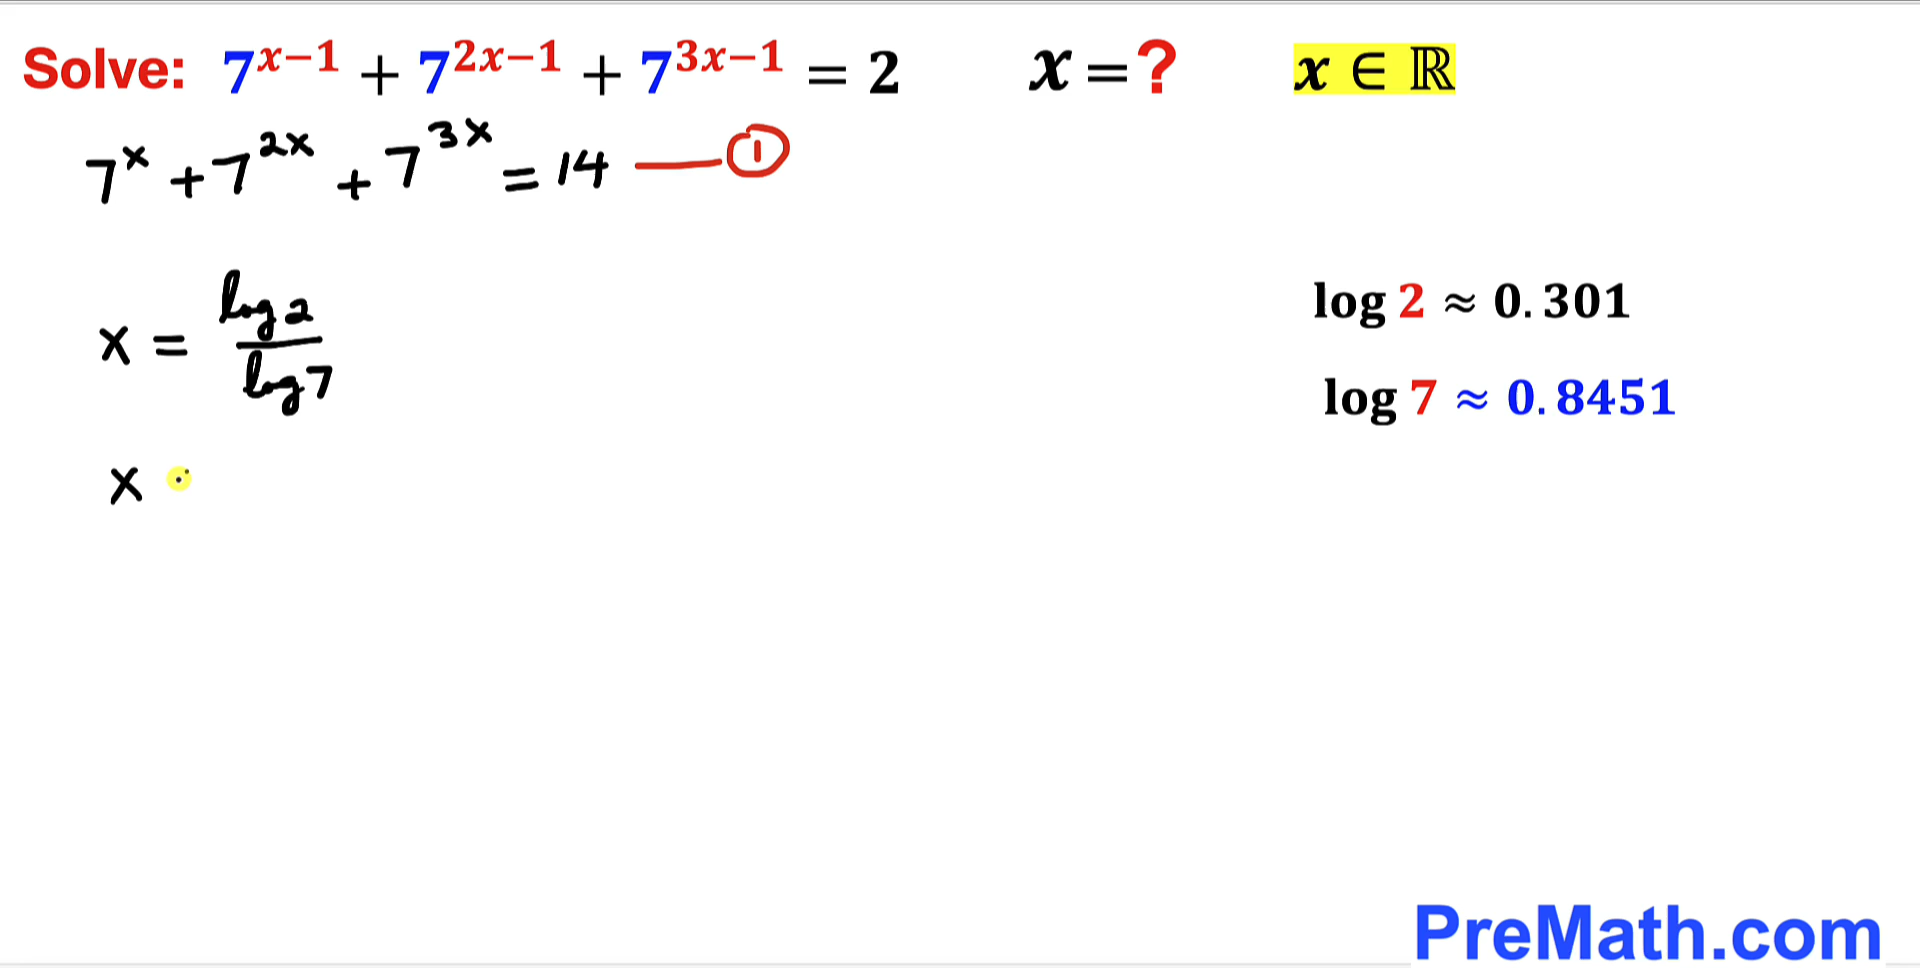 Solve: 7^{x−1} + 7^{2x−1} + 7^{3x−1} = 2 x = ? x ∈ ℝ
7^x + 7^{2x} + 7^{3x} = 14 — ①
x = log 2 / log 7
log 2 ≈ 0.301
log 7 ≈ 0.8451
x
PreMath.com